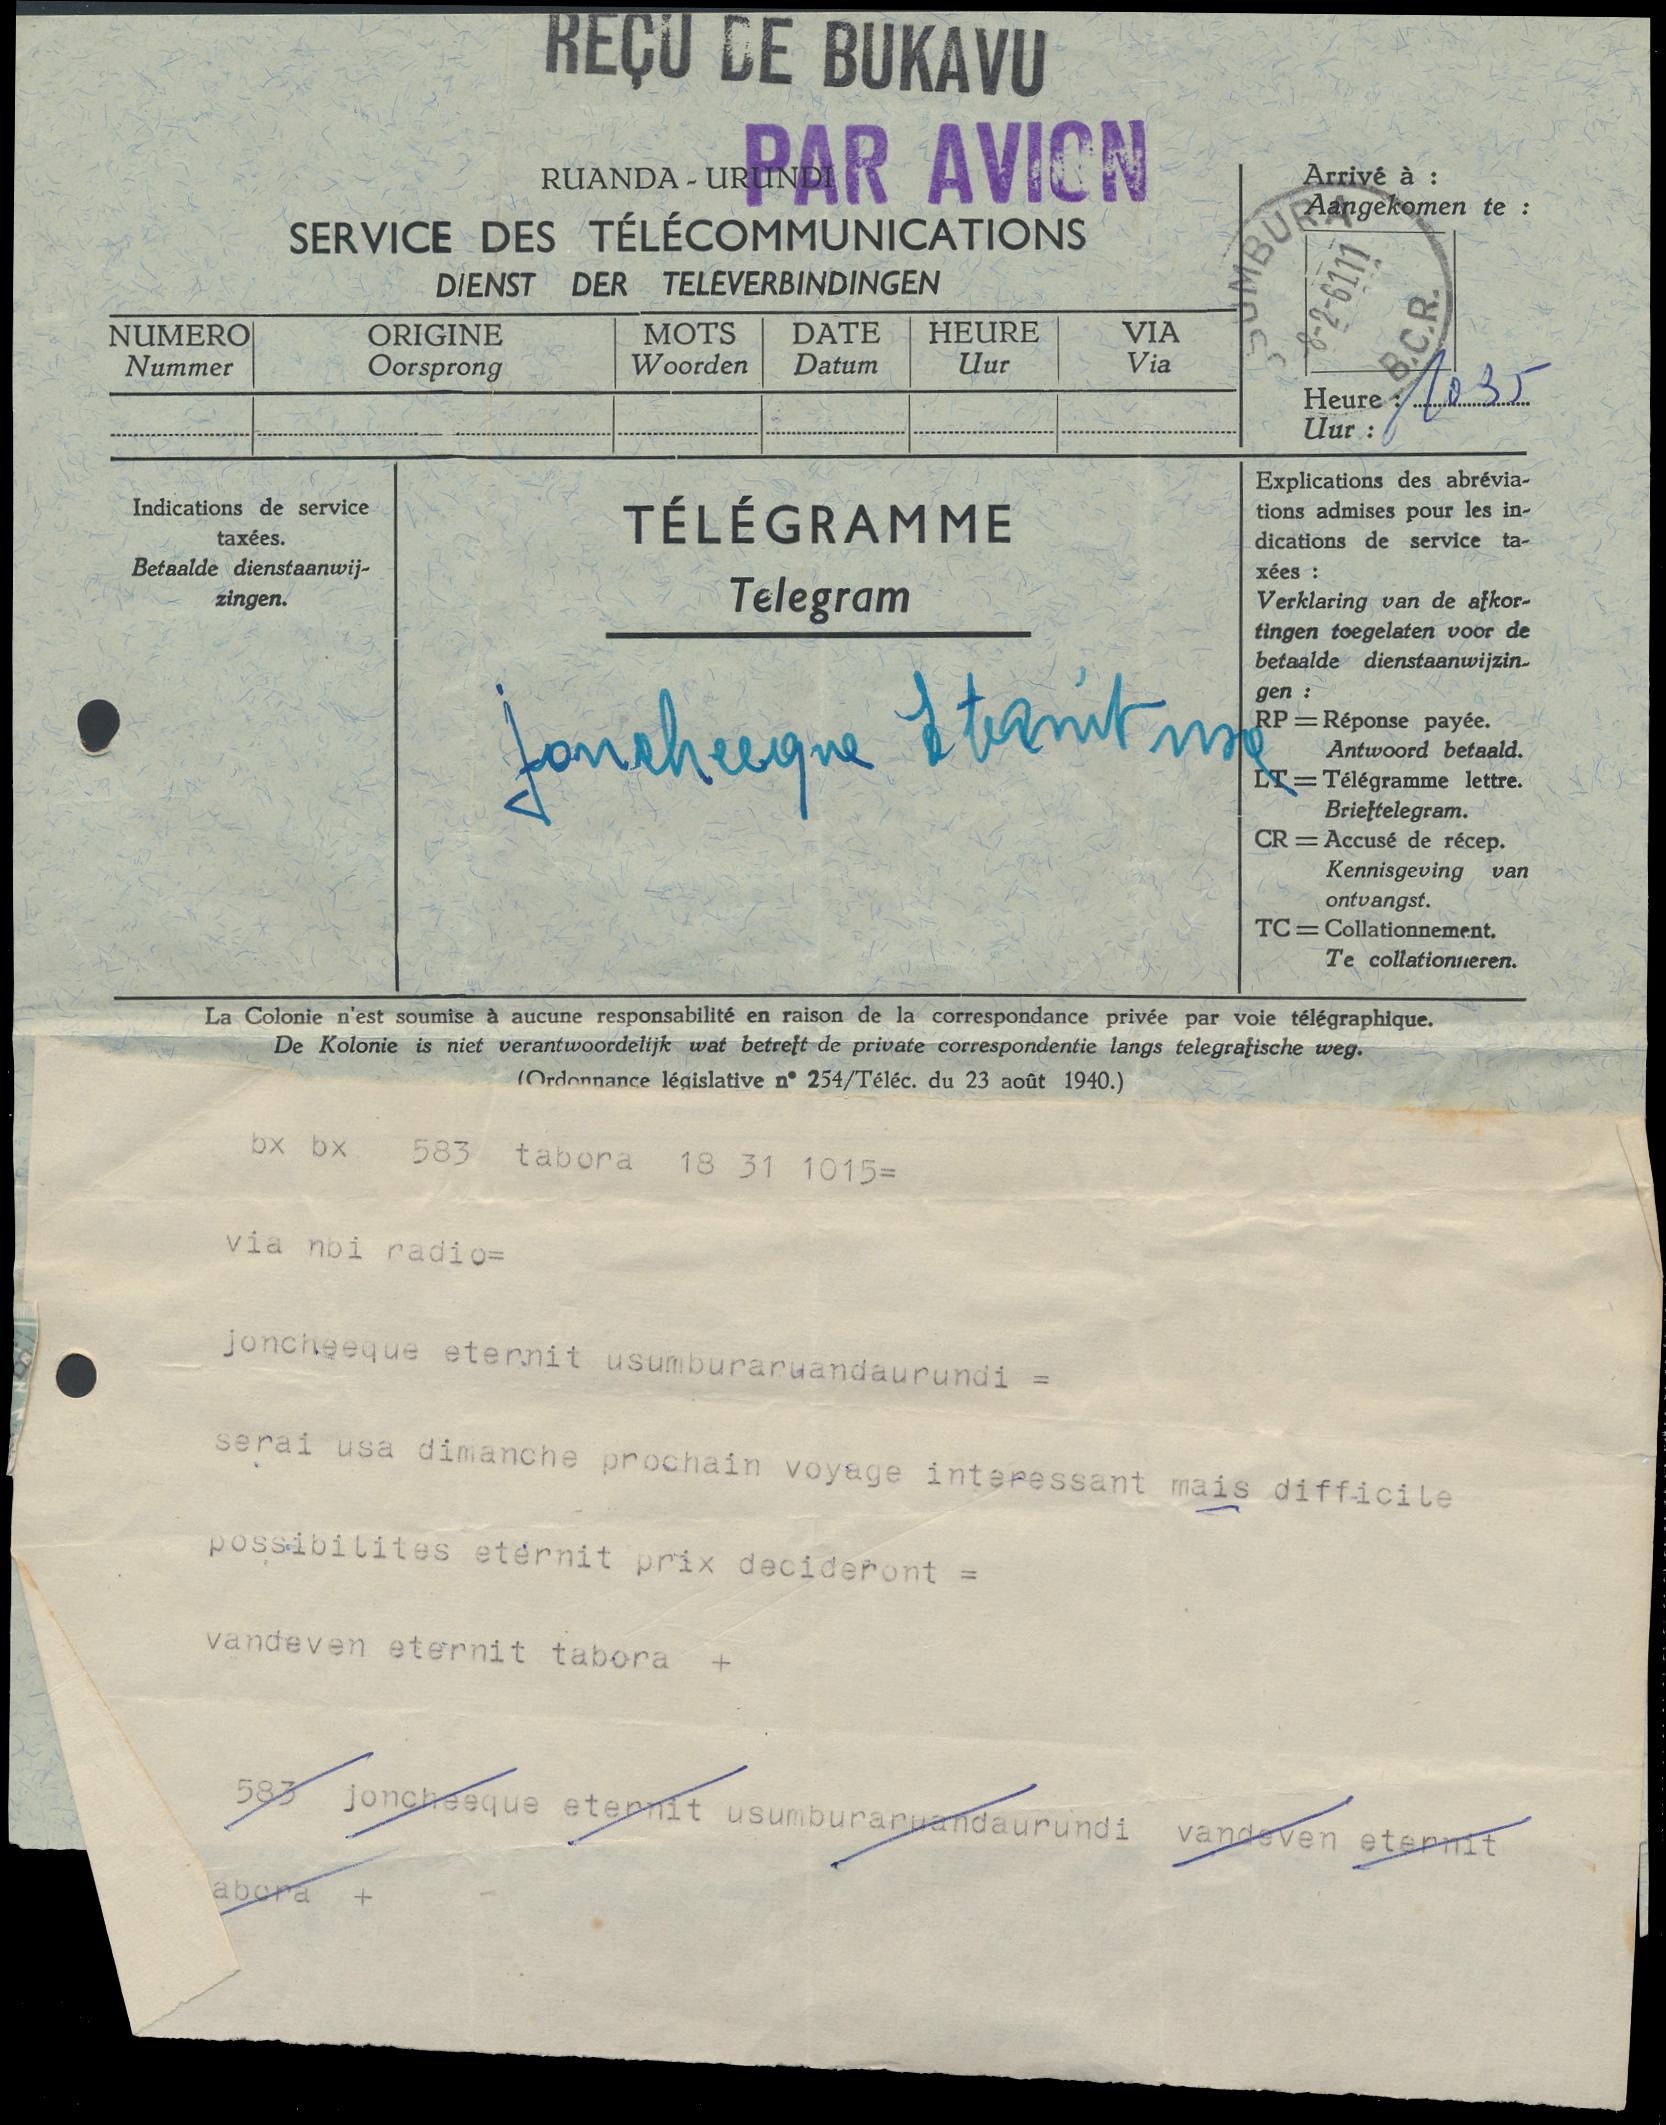 REÇU DE BUKAVU
PAR AVION
RUANDA - URUNDI
SERVICE DES TÉLÉCOMMUNICATIONS
DIENST DER TELEVERBINDINGEN
NUMERO ORIGINE MOTS DATE HEURE VIA
Nummer Oorsprong Woorden Datum Uur Via
Arrivé à :
Aangekomen te :
USUMBURA
8-2-61 11
B.C.R.
Heure : 1035
Uur :
Indications de service
taxées.
Betaalde dienstaanwij-
zingen.
TÉLÉGRAMME
Telegram
joncheeque Eternit
Explications des abrévia-
tions admises pour les in-
dications de service ta-
xées :
Verklaring van de afkor-
tingen toegelaten voor de
betaalde dienstaanwijzin-
gen :
RP = Réponse payée.
Antwoord betaald.
LT = Télégramme lettre.
Brieftelegram.
CR = Accusé de récep.
Kennisgeving van
ontvangst.
TC = Collationnement.
Te collationneren.
La Colonie n'est soumise à aucune responsabilité en raison de la correspondance privée par voie télégraphique.
De Kolonie is niet verantwoordelijk wat betreft de private correspondentie langs telegrafische weg.
(Ordonnance législative n° 254/Téléc. du 23 août 1940.)
bx bx 583 tabora 18 31 1015=
via nbi radio=
joncheeque eternit usumburaruandaurundi =
serai usa dimanche prochain voyage interessant mais difficile
possibilites eternit prix decideront =
vandeven eternit tabora +
583 joncheeque eternit usumburaruandaurundi vandeven eternit
abora +